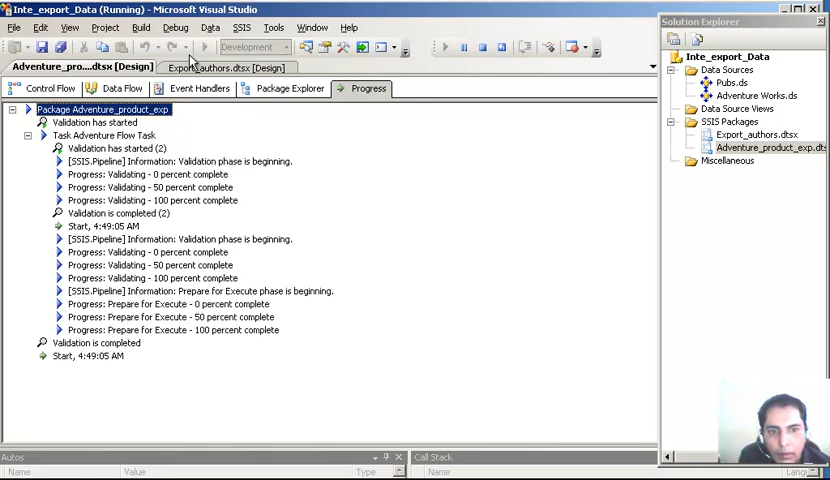 Inte_export_Data (Running) - Microsoft Visual Studio
File Edit View Project Build Debug Data SSIS Tools Window Help
Development
Adventure_pro....dtsx [Design] Export_authors.dtsx [Design]
Control Flow Data Flow Event Handlers Package Explorer Progress
Package Adventure_product_exp
Validation has started
Task Adventure Flow Task
Validation has started (2)
[SSIS.Pipeline] Information: Validation phase is beginning.
Progress: Validating - 0 percent complete
Progress: Validating - 50 percent complete
Progress: Validating - 100 percent complete
Validation is completed (2)
Start, 4:49:05 AM
[SSIS.Pipeline] Information: Validation phase is beginning.
Progress: Validating - 0 percent complete
Progress: Validating - 50 percent complete
Progress: Validating - 100 percent complete
[SSIS.Pipeline] Information: Prepare for Execute phase is beginning.
Progress: Prepare for Execute - 0 percent complete
Progress: Prepare for Execute - 50 percent complete
Progress: Prepare for Execute - 100 percent complete
Validation is completed
Start, 4:49:05 AM
Solution Explorer
Inte_export_Data
Data Sources
Pubs.ds
Adventure Works.ds
Data Source Views
SSIS Packages
Export_authors.dtsx
Adventure_product_exp.dts
Miscellaneous
Autos
Name Value Type
Call Stack
Name Langu